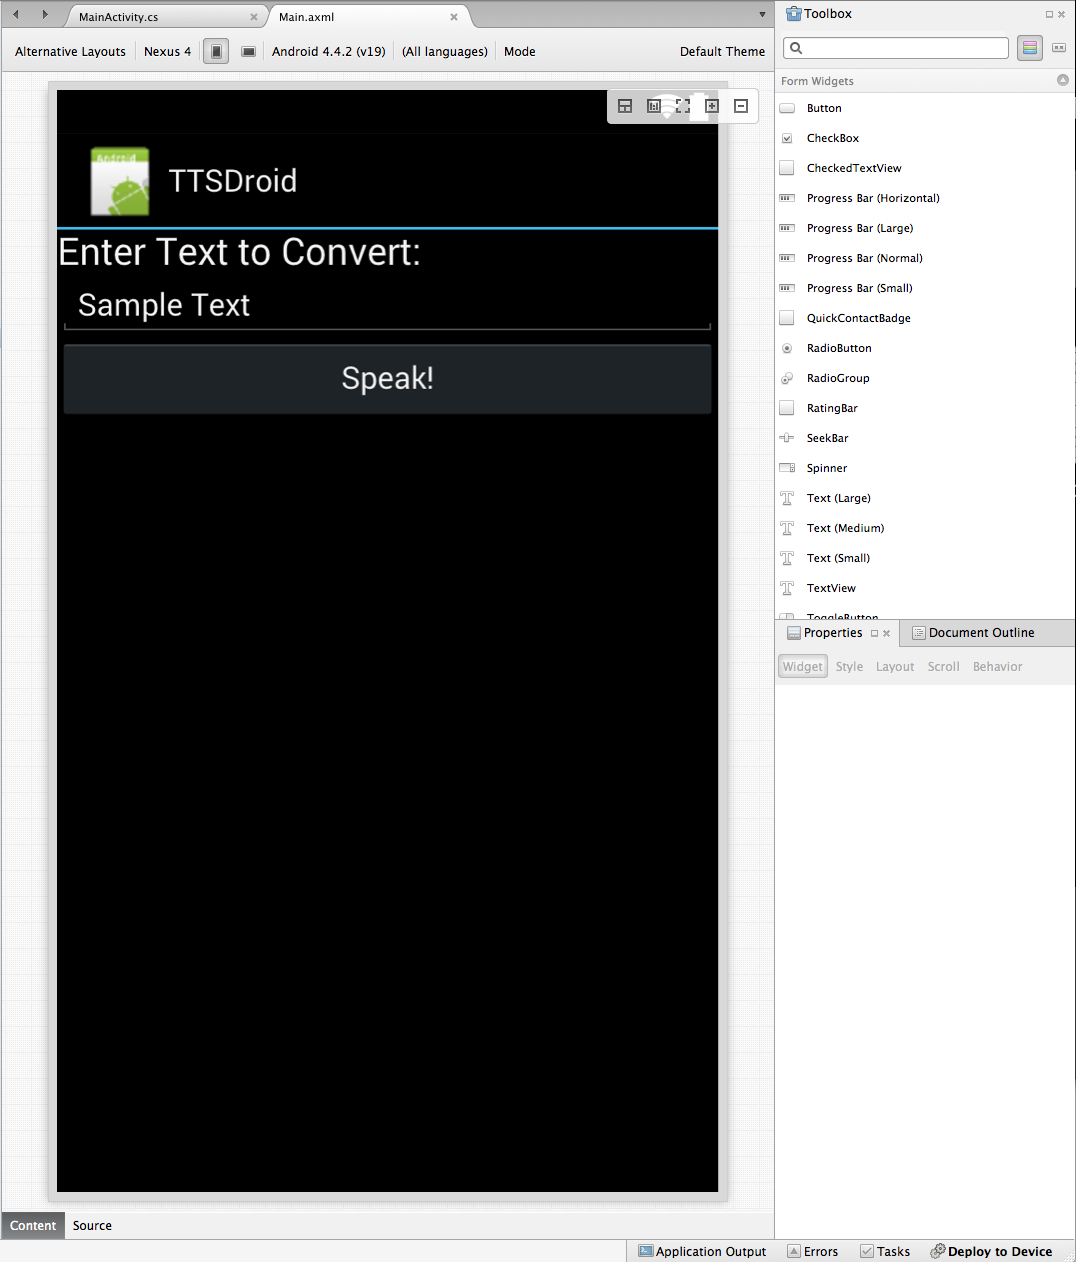 MainActivity.cs
Main.axml
Toolbox
Alternative Layouts
Nexus 4
Android 4.4.2 (v19)
(All languages)
Mode
Default Theme
Form Widgets
Button
CheckBox
CheckedTextView
Progress Bar (Horizontal)
Progress Bar (Large)
Progress Bar (Normal)
Progress Bar (Small)
QuickContactBadge
RadioButton
RadioGroup
RatingBar
SeekBar
Spinner
Text (Large)
Text (Medium)
Text (Small)
TextView
ToggleButton
Android
TTSDroid
Enter Text to Convert:
Sample Text
Speak!
Properties
Document Outline
Widget
Style
Layout
Scroll
Behavior
Content
Source
Application Output
Errors
Tasks
Deploy to Device